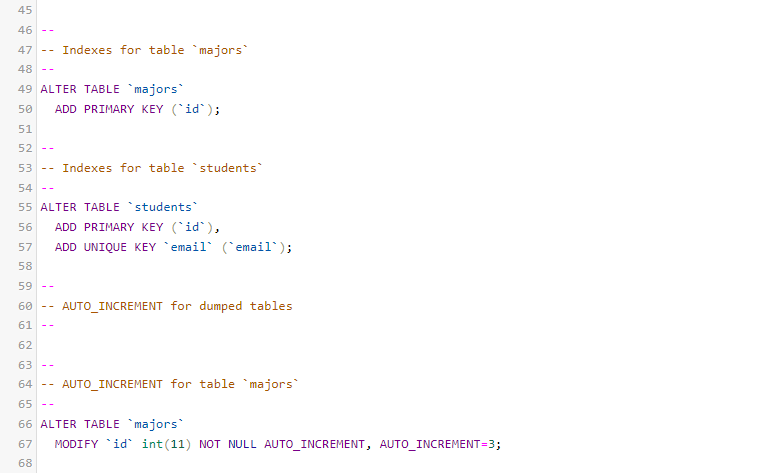 45
46 --
47 -- Indexes for table `majors`
48 --
49 ALTER TABLE `majors`
50   ADD PRIMARY KEY (`id`);
51
52 --
53 -- Indexes for table `students`
54 --
55 ALTER TABLE `students`
56   ADD PRIMARY KEY (`id`),
57   ADD UNIQUE KEY `email` (`email`);
58
59 --
60 -- AUTO_INCREMENT for dumped tables
61 --
62
63 --
64 -- AUTO_INCREMENT for table `majors`
65 --
66 ALTER TABLE `majors`
67   MODIFY `id` int(11) NOT NULL AUTO_INCREMENT, AUTO_INCREMENT=3;
68